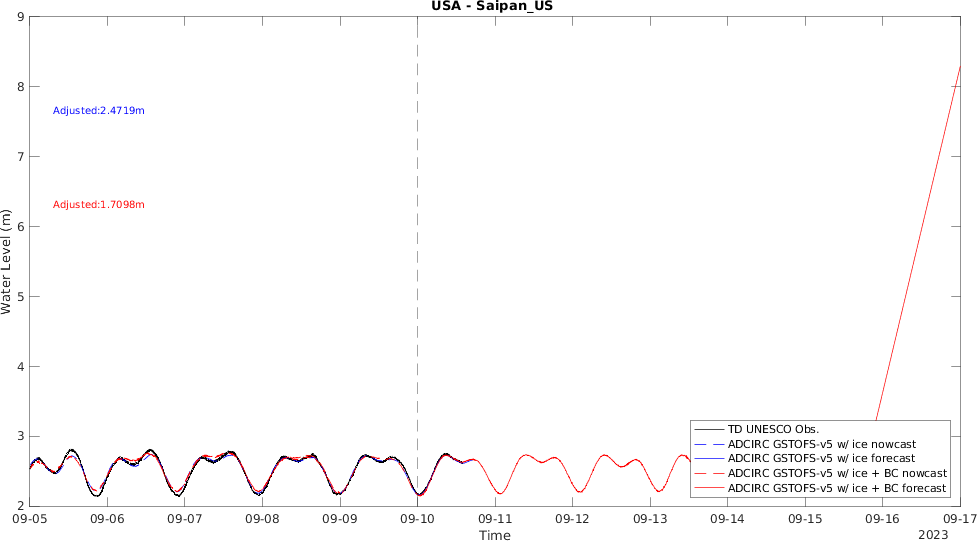 USA - Saipan_US
9
8
7
6
5
4
3
2
Water Level (m)
Adjusted:2.4719m
Adjusted:1.7098m
TD UNESCO Obs.
ADCIRC GSTOFS-v5 w/ ice nowcast
ADCIRC GSTOFS-v5 w/ ice forecast
ADCIRC GSTOFS-v5 w/ ice + BC nowcast
ADCIRC GSTOFS-v5 w/ ice + BC forecast
09-05 09-06 09-07 09-08 09-09 09-10 09-11 09-12 09-13 09-14 09-15 09-16 09-17
Time
2023